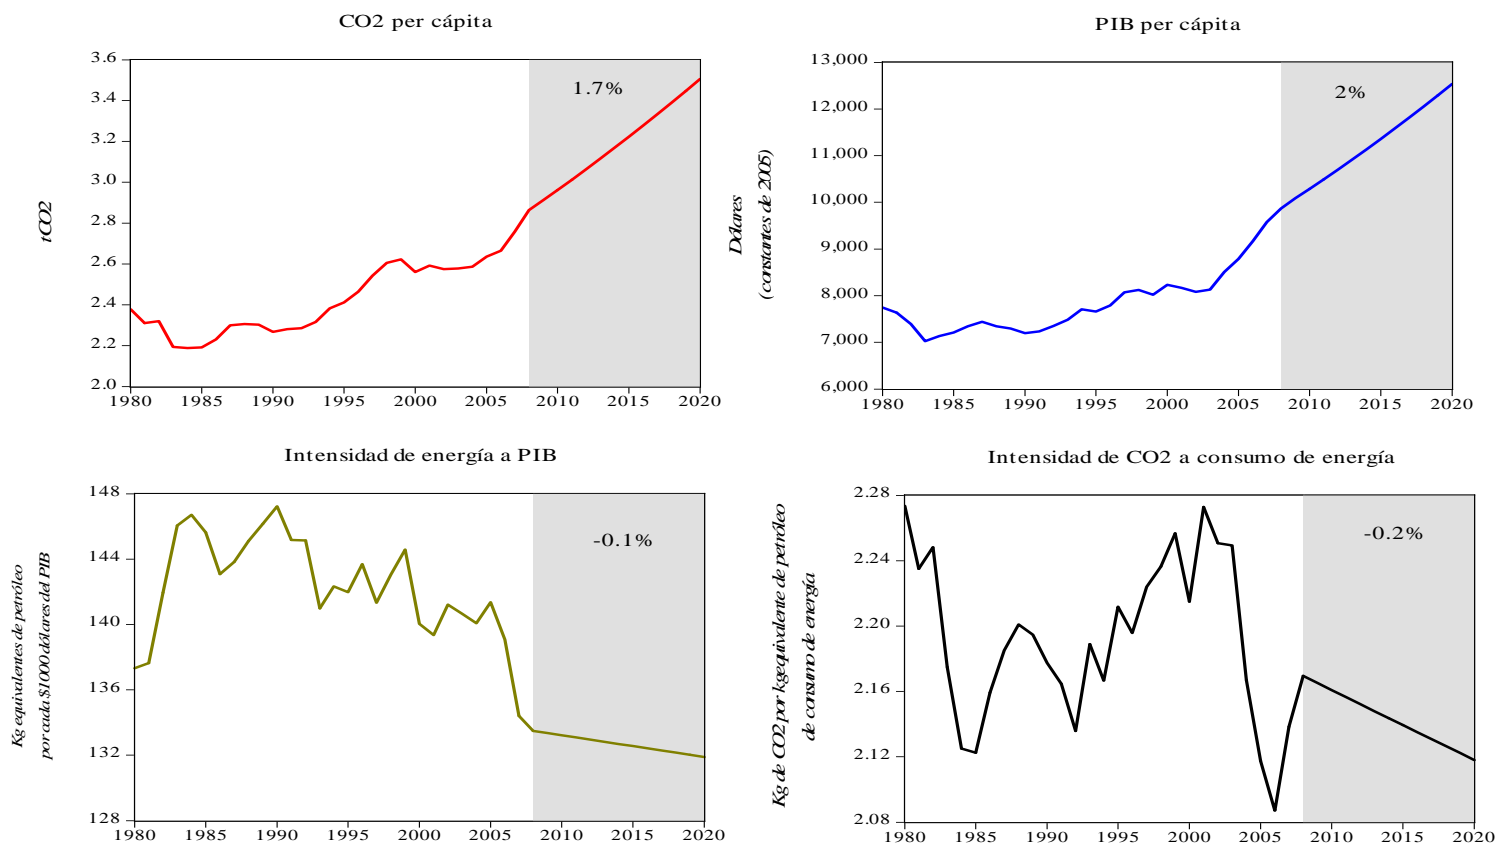 CO2 per cápita
3.6
3.4
3.2
3.0
2.8
2.6
2.4
2.2
2.0
tCO2
1.7%
1980 1985 1990 1995 2000 2005 2010 2015 2020
PIB per cápita
13,000
12,000
11,000
10,000
9,000
8,000
7,000
6,000
Dólares
(constantes de 2005)
2%
1980 1985 1990 1995 2000 2005 2010 2015 2020
Intensidad de energía a PIB
148
144
140
136
132
128
Kg equivalentes de petróleo
por cada $1000 dólares del PIB
-0.1%
1980 1985 1990 1995 2000 2005 2010 2015 2020
Intensidad de CO2 a consumo de energía
2.28
2.24
2.20
2.16
2.12
2.08
Kg de CO2 por kg equivalente de petróleo
de consumo de energía
-0.2%
1980 1985 1990 1995 2000 2005 2010 2015 2020